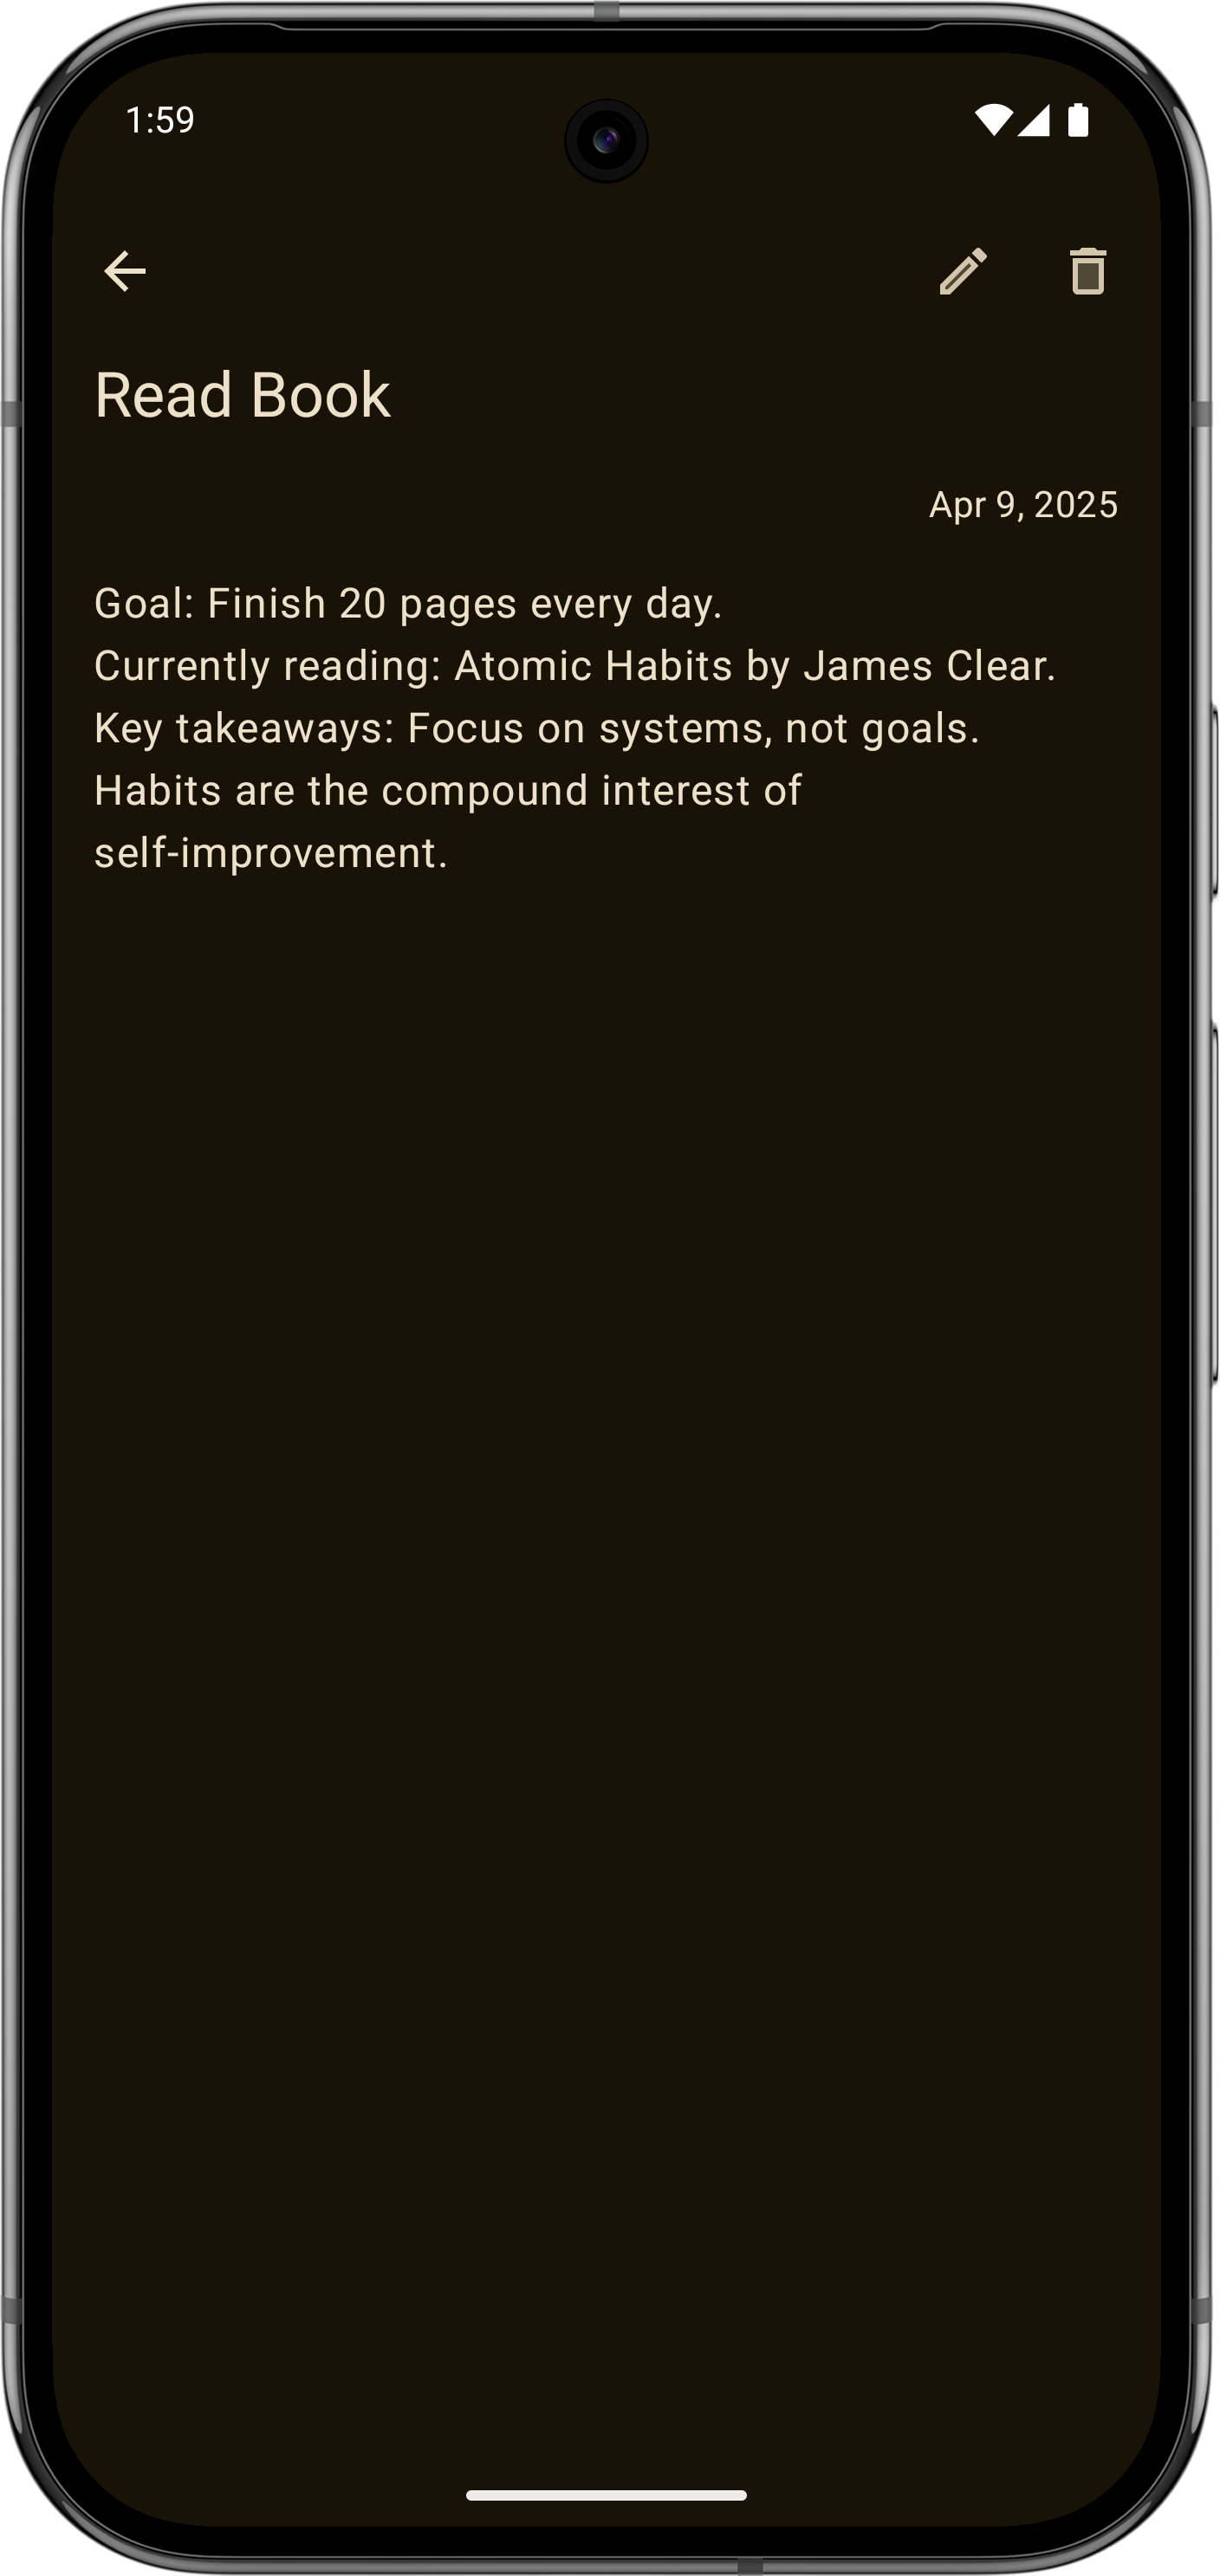 1:59
Read Book
Apr 9, 2025
Goal: Finish 20 pages every day.
Currently reading: Atomic Habits by James Clear.
Key takeaways: Focus on systems, not goals.
Habits are the compound interest of
self-improvement.